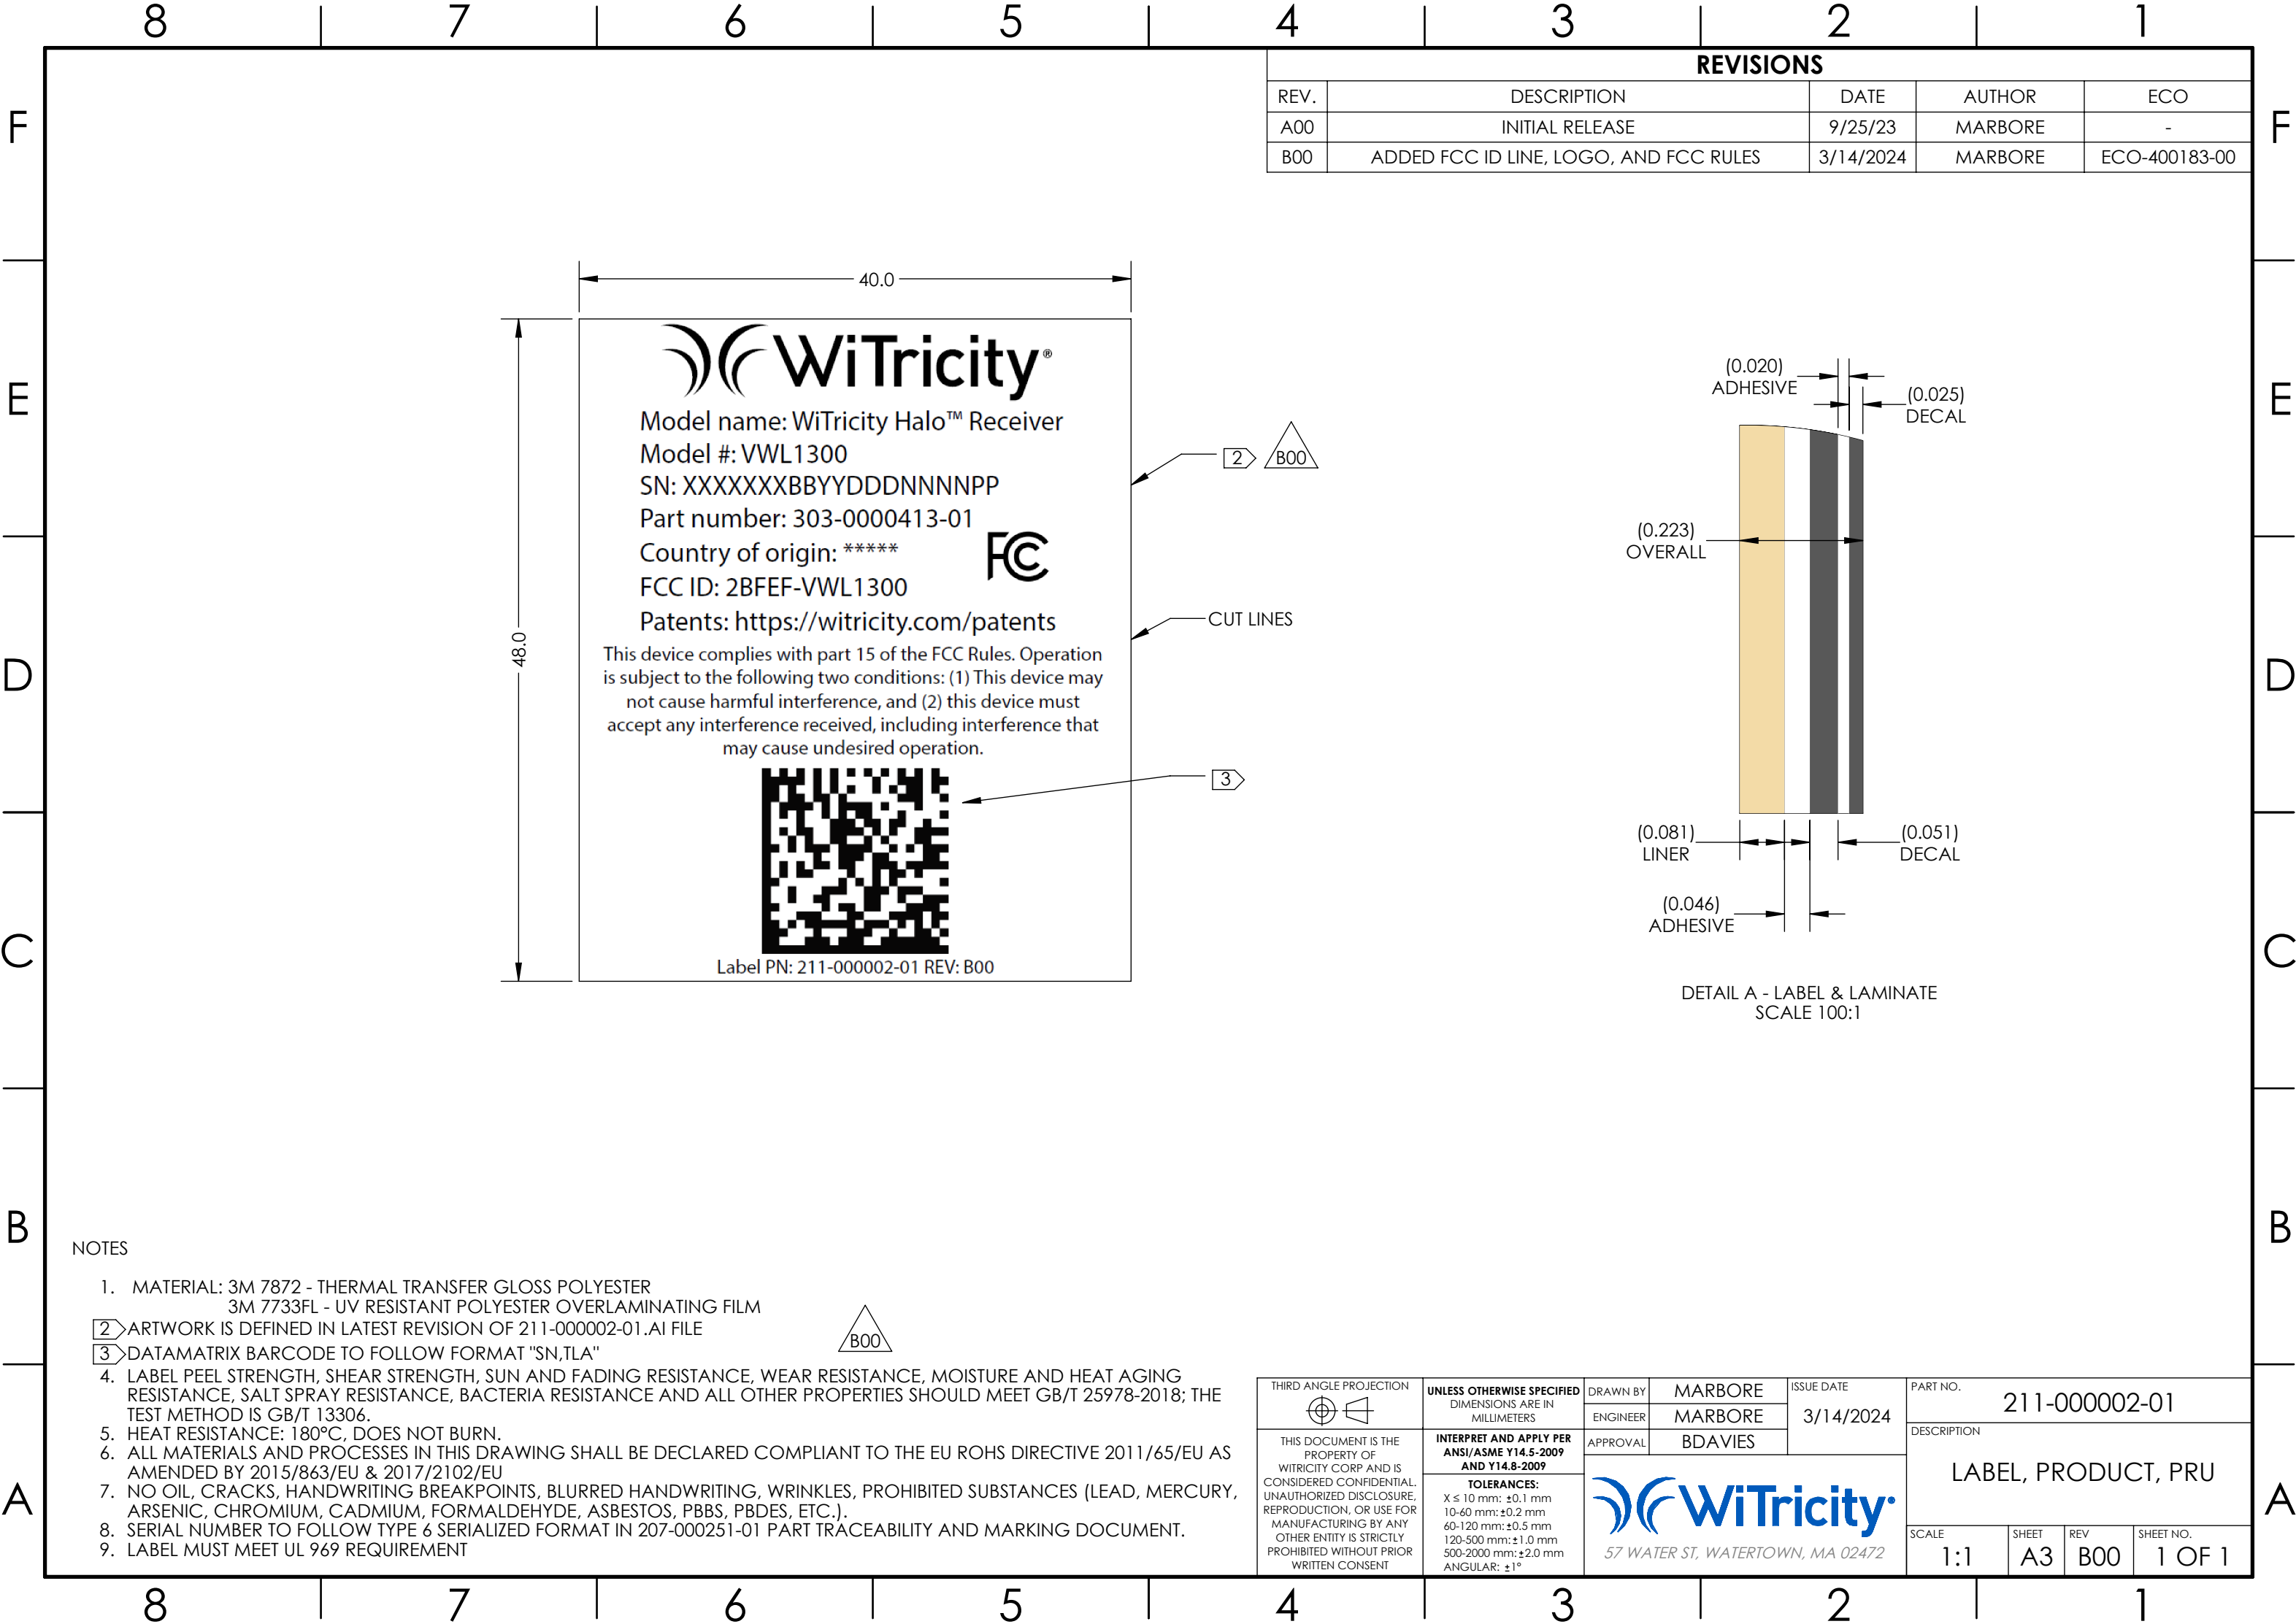 8 7 6 5 4 3 2 1
F
E
D
C
B
A
F
E
D
C
B
A
REVISIONS
REV. DESCRIPTION DATE AUTHOR ECO
A00 INITIAL RELEASE 9/25/23 MARBORE -
B00 ADDED FCC ID LINE, LOGO, AND FCC RULES 3/14/2024 MARBORE ECO-400183-00
40.0
48.0
WiTricity®
Model name: WiTricity Halo™ Receiver
Model #: VWL1300
SN: XXXXXXXBBYYDDDNNNNPP
Part number: 303-0000413-01
Country of origin: *****
FC
FCC ID: 2BFEF-VWL1300
Patents: https://witricity.com/patents
This device complies with part 15 of the FCC Rules. Operation
is subject to the following two conditions: (1) This device may
not cause harmful interference, and (2) this device must
accept any interference received, including interference that
may cause undesired operation.
Label PN: 211-000002-01 REV: B00
2 B00
CUT LINES
3
(0.020)
ADHESIVE
(0.025)
DECAL
(0.223)
OVERALL
(0.081)
LINER
(0.051)
DECAL
(0.046)
ADHESIVE
DETAIL A - LABEL & LAMINATE
SCALE 100:1
NOTES
1. MATERIAL: 3M 7872 - THERMAL TRANSFER GLOSS POLYESTER
3M 7733FL - UV RESISTANT POLYESTER OVERLAMINATING FILM
2 ARTWORK IS DEFINED IN LATEST REVISION OF 211-000002-01.AI FILE
B00
3 DATAMATRIX BARCODE TO FOLLOW FORMAT "SN,TLA"
4. LABEL PEEL STRENGTH, SHEAR STRENGTH, SUN AND FADING RESISTANCE, WEAR RESISTANCE, MOISTURE AND HEAT AGING
RESISTANCE, SALT SPRAY RESISTANCE, BACTERIA RESISTANCE AND ALL OTHER PROPERTIES SHOULD MEET GB/T 25978-2018; THE
TEST METHOD IS GB/T 13306.
5. HEAT RESISTANCE: 180°C, DOES NOT BURN.
6. ALL MATERIALS AND PROCESSES IN THIS DRAWING SHALL BE DECLARED COMPLIANT TO THE EU ROHS DIRECTIVE 2011/65/EU AS
AMENDED BY 2015/863/EU & 2017/2102/EU
7. NO OIL, CRACKS, HANDWRITING BREAKPOINTS, BLURRED HANDWRITING, WRINKLES, PROHIBITED SUBSTANCES (LEAD, MERCURY,
ARSENIC, CHROMIUM, CADMIUM, FORMALDEHYDE, ASBESTOS, PBBS, PBDES, ETC.).
8. SERIAL NUMBER TO FOLLOW TYPE 6 SERIALIZED FORMAT IN 207-000251-01 PART TRACEABILITY AND MARKING DOCUMENT.
9. LABEL MUST MEET UL 969 REQUIREMENT
THIRD ANGLE PROJECTION
THIS DOCUMENT IS THE
PROPERTY OF
WITRICITY CORP AND IS
CONSIDERED CONFIDENTIAL.
UNAUTHORIZED DISCLOSURE,
REPRODUCTION, OR USE FOR
MANUFACTURING BY ANY
OTHER ENTITY IS STRICTLY
PROHIBITED WITHOUT PRIOR
WRITTEN CONSENT
UNLESS OTHERWISE SPECIFIED
DIMENSIONS ARE IN
MILLIMETERS
INTERPRET AND APPLY PER
ANSI/ASME Y14.5-2009
AND Y14.8-2009
TOLERANCES:
X ≤ 10 mm: ±0.1 mm
10-60 mm: ±0.2 mm
60-120 mm: ±0.5 mm
120-500 mm: ±1.0 mm
500-2000 mm: ±2.0 mm
ANGULAR: ±1°
DRAWN BY MARBORE
ENGINEER MARBORE
APPROVAL BDAVIES
ISSUE DATE
3/14/2024
WiTricity
57 WATER ST, WATERTOWN, MA 02472
PART NO.
211-000002-01
DESCRIPTION
LABEL, PRODUCT, PRU
SCALE SHEET REV SHEET NO.
1:1 A3 B00 1 OF 1
8 7 6 5 4 3 2 1